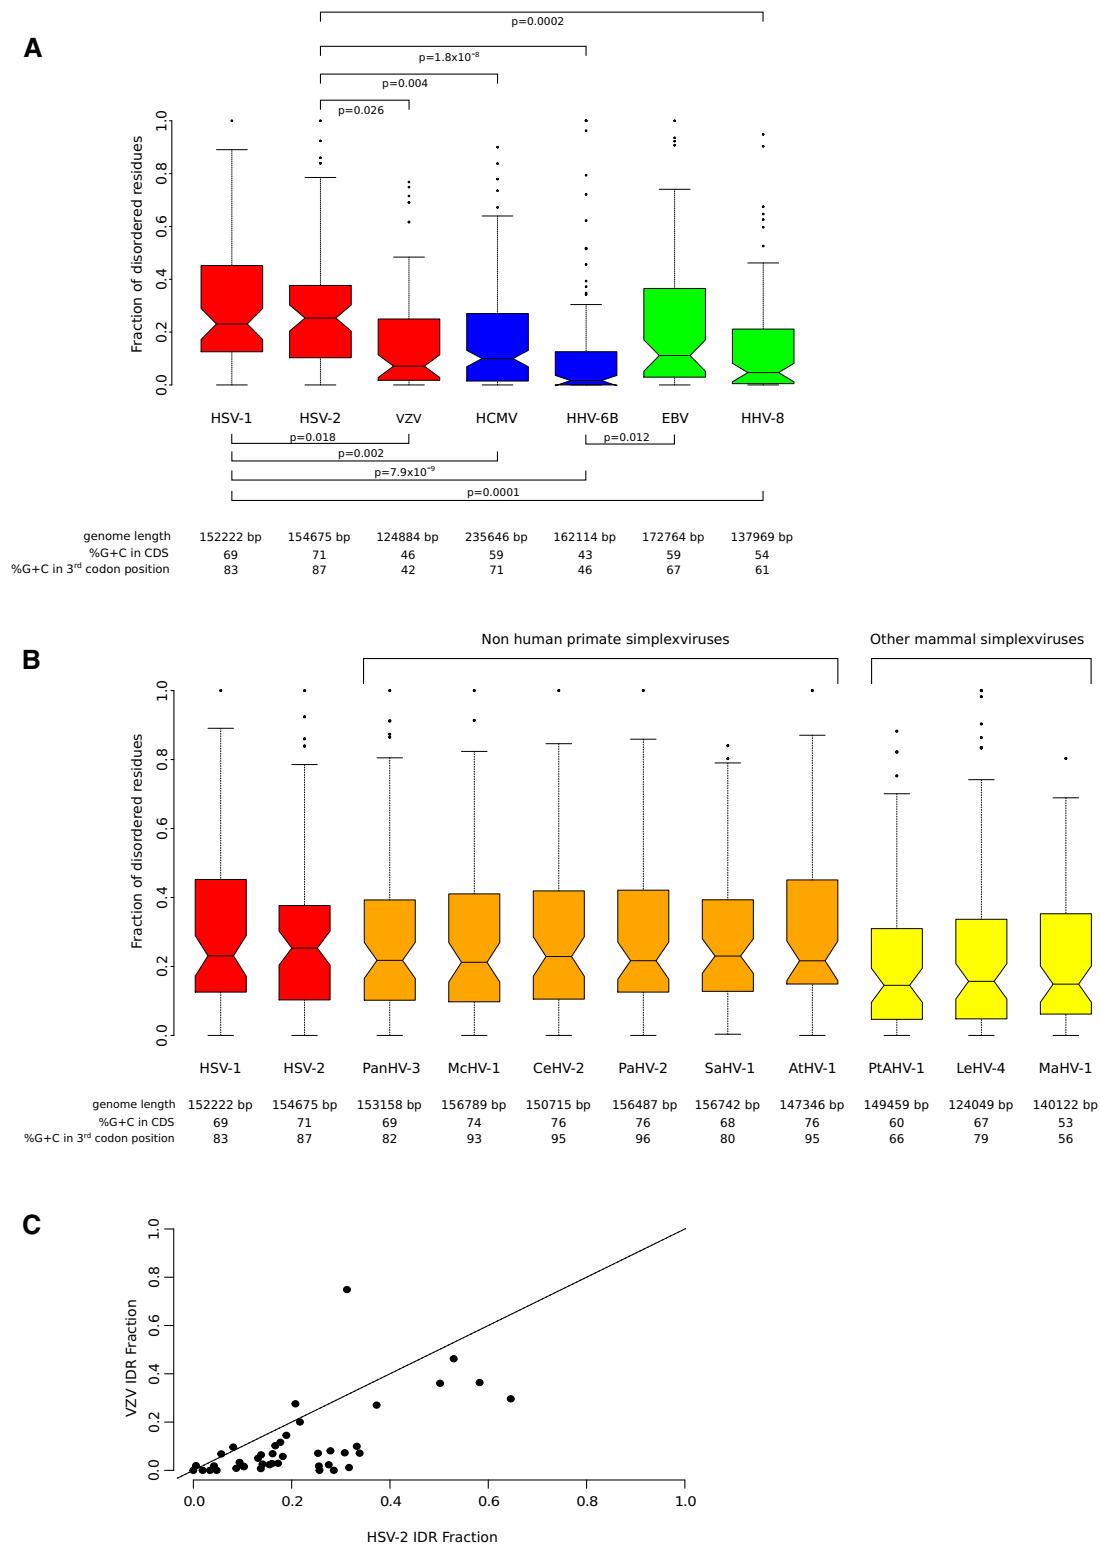 A
p=0.0002
p=1.8x10⁻⁸
p=0.004
p=0.026
Fraction of disordered residues
1.0
0.8
0.6
0.4
0.2
0.0
HSV-1 HSV-2 VZV HCMV HHV-6B EBV HHV-8
p=0.018 p=0.012
p=0.002
p=7.9x10⁻⁹
p=0.0001
genome length 152222 bp 154675 bp 124884 bp 235646 bp 162114 bp 172764 bp 137969 bp
%G+C in CDS 69 71 46 59 43 59 54
%G+C in 3rd codon position 83 87 42 71 46 67 61
B
Non human primate simplexviruses Other mammal simplexviruses
Fraction of disordered residues
1.0
0.8
0.6
0.4
0.2
0.0
HSV-1 HSV-2 PanHV-3 McHV-1 CeHV-2 PaHV-2 SaHV-1 AtHV-1 PtAHV-1 LeHV-4 MaHV-1
genome length 152222 bp 154675 bp 153158 bp 156789 bp 150715 bp 156487 bp 156742 bp 147346 bp 149459 bp 124049 bp 140122 bp
%G+C in CDS 69 71 69 74 76 76 68 76 60 67 53
%G+C in 3rd codon position 83 87 82 93 95 96 80 95 66 79 56
C
VZV IDR Fraction
1.0
0.8
0.6
0.4
0.2
0.0
0.0 0.2 0.4 0.6 0.8 1.0
HSV-2 IDR Fraction